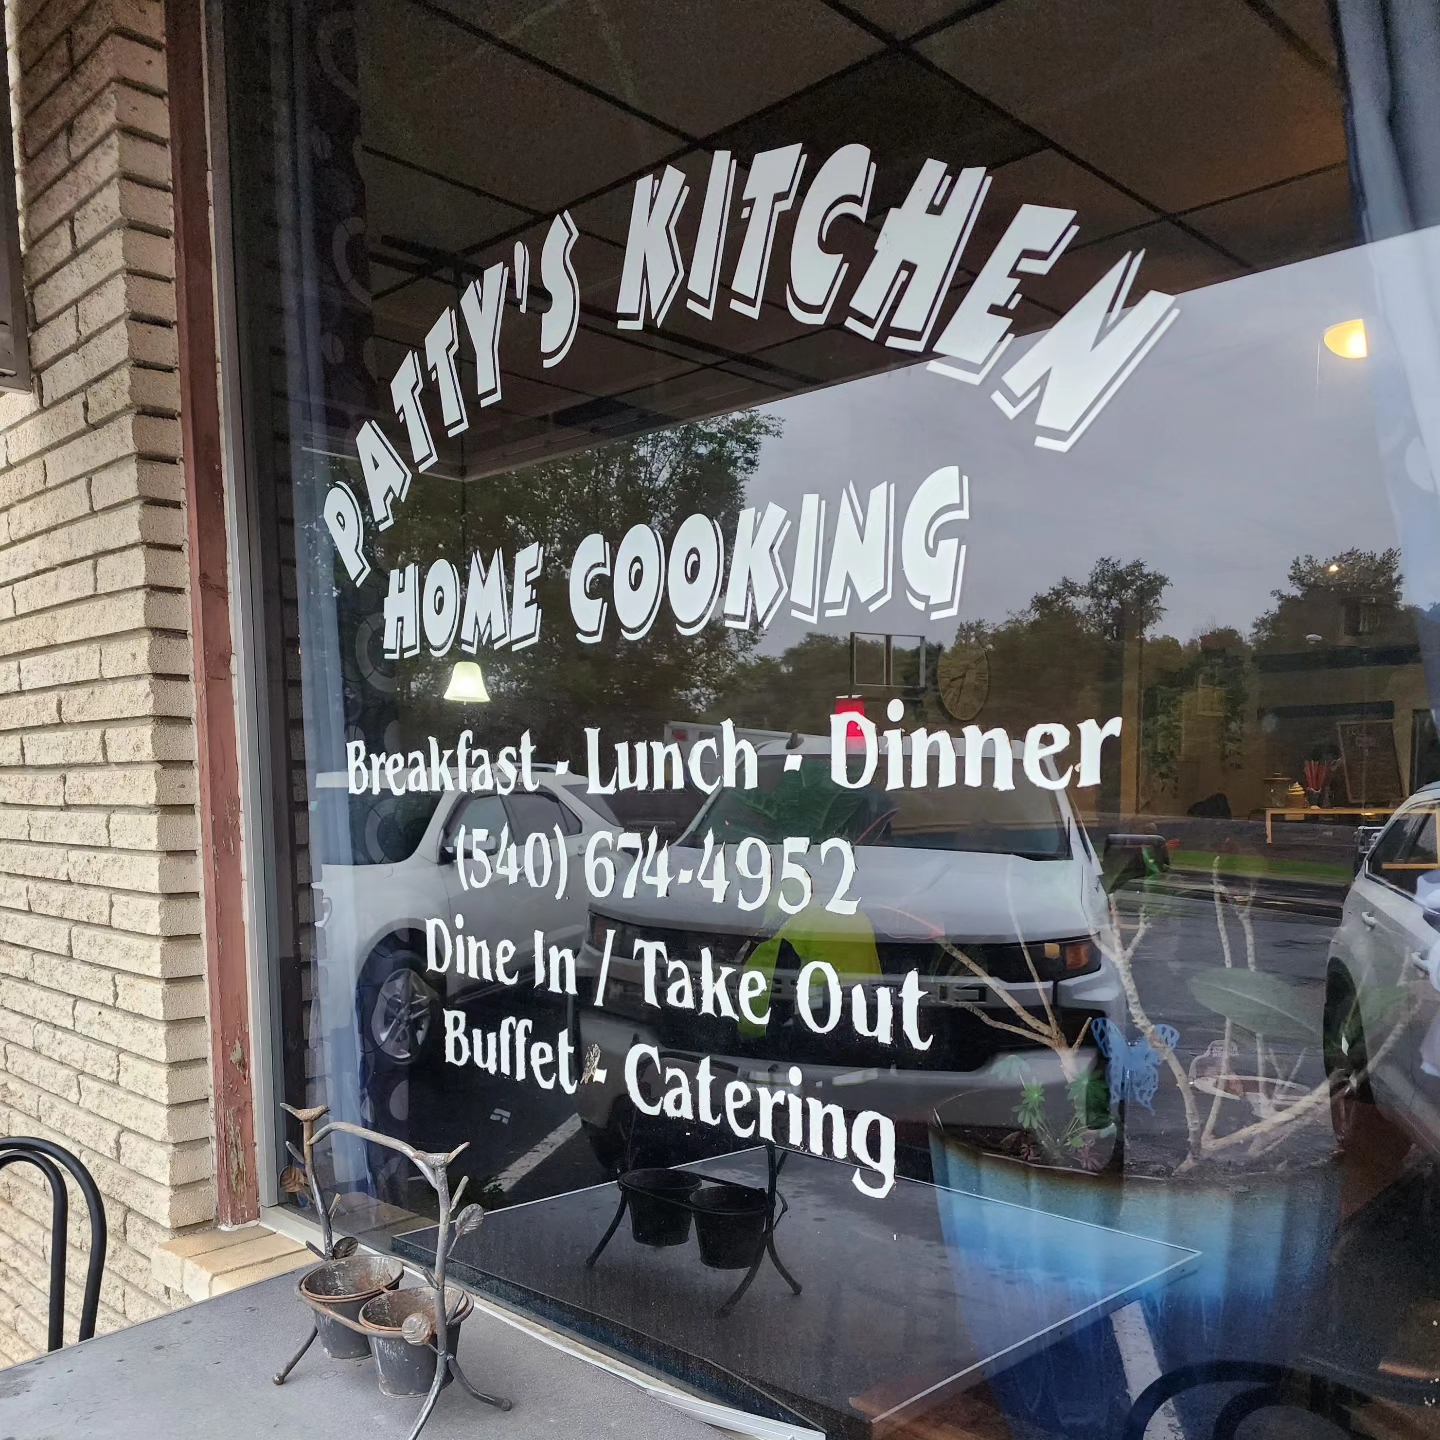 PATTY'S KITCHEN
HOME COOKING
Breakfast - Lunch - Dinner
(540) 674-4952
Dine In / Take Out
Buffet - Catering